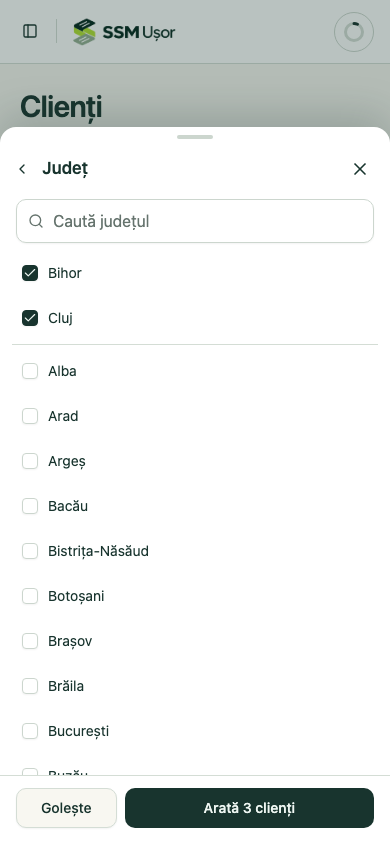 SSM Ușor
Clienți
Județ
Caută județul
Bihor
Cluj
Alba
Arad
Argeș
Bacău
Bistrița-Năsăud
Botoșani
Brașov
Brăila
București
Buzău
Golește
Arată 3 clienți